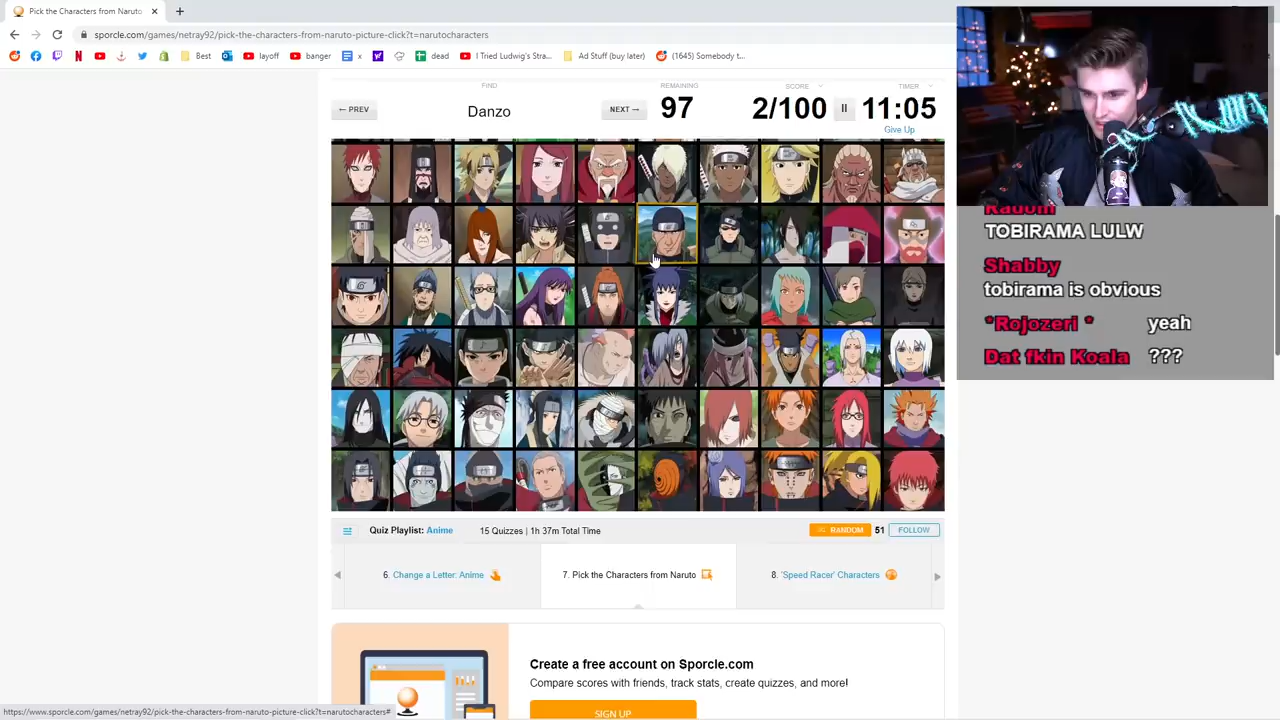 Pick the Characters from Naruto
sporcle.com/games/netray92/pick-the-characters-from-naruto-picture-click?t=narutocharacters
Best
layoff
banger
x
dead
I Tried Ludwig's Stra...
Ad Stuff (buy later)
(1645) Somebody t...
FIND
REMAINING
SCORE
TIMER
← PREV
Danzo
NEXT →
97
2/100
11:05
Give Up
Radom
TOBIRAMA LULW
Shabby
tobirama is obvious
*Rojozeri * yeah
Dat fkin Koala ???
Quiz Playlist: Anime
15 Quizzes | 1h 37m Total Time
RANDOM
51
FOLLOW
6. Change a Letter: Anime
7. Pick the Characters from Naruto
8. 'Speed Racer' Characters
Create a free account on Sporcle.com
Compare scores with friends, track stats, create quizzes, and more!
SIGN UP
https://www.sporcle.com/games/netray92/pick-the-characters-from-naruto-picture-click?t=narutocharacters#